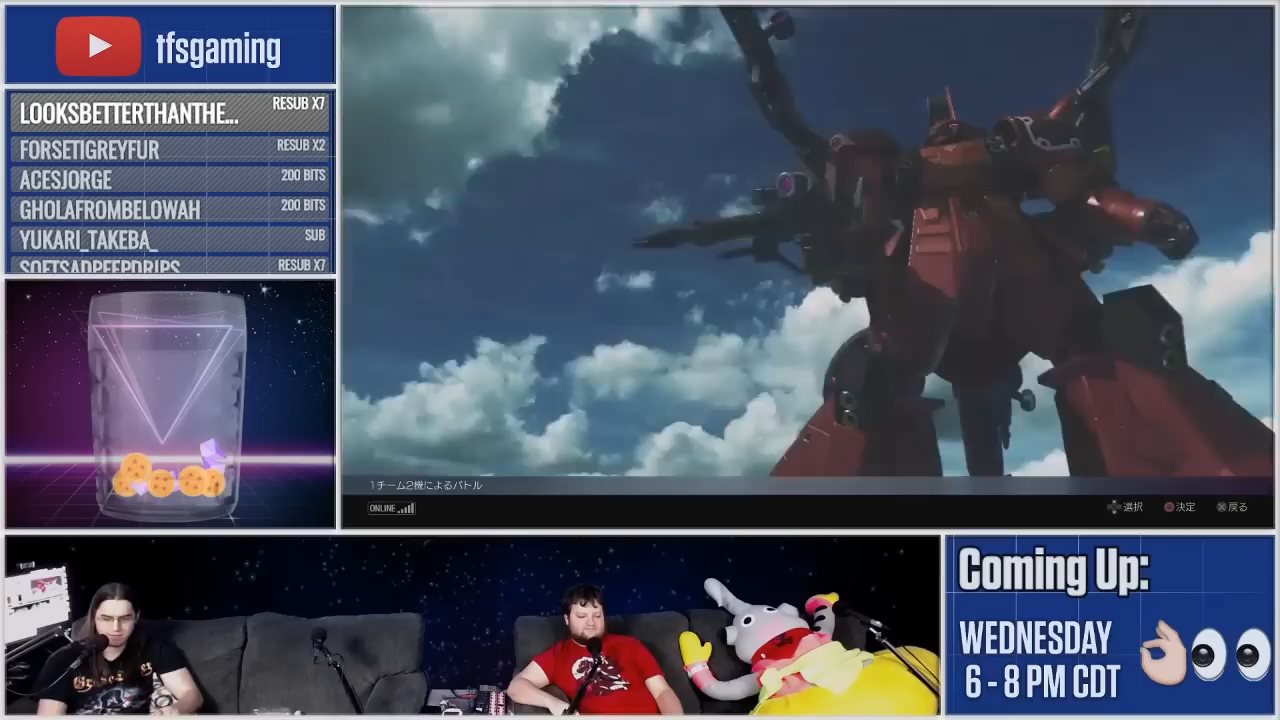 tfsgaming
LOOKSBETTERTHANTHE... RESUB X7
FORSETIGREYFUR RESUB X2
ACESJORGE 200 BITS
GHOLAFROMBELOWAH 200 BITS
YUKARI_TAKEBA_ SUB
SOFTSADPEEPDRIPS RESUB X7
1チーム2機によるバトル
ONLINE
選択 決定 戻る
Coming Up:
WEDNESDAY
6 - 8 PM CDT